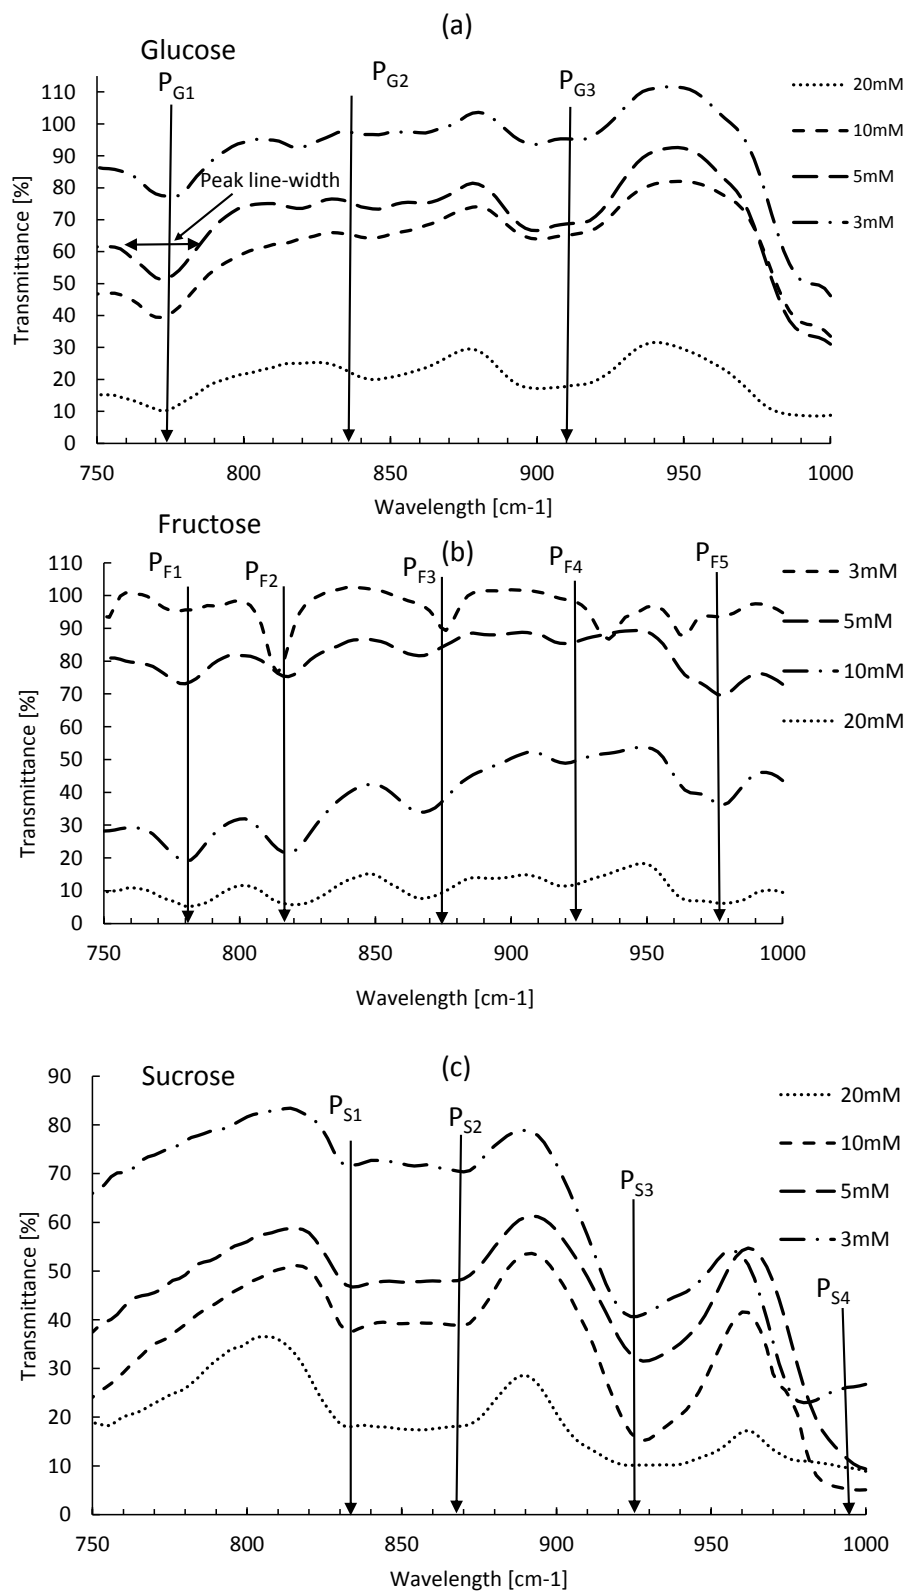 (a)
Glucose
P_G1
P_G2
P_G3
20mM
10mM
5mM
3mM
Peak line-width
Transmittance [%]
110
100
90
80
70
60
50
40
30
20
10
0
750 800 850 900 950 1000
Wavelength [cm-1]
Fructose
(b)
P_F1
P_F2
P_F3
P_F4
P_F5
3mM
5mM
10mM
20mM
Transmittance [%]
110
100
90
80
70
60
50
40
30
20
10
0
750 800 850 900 950 1000
Wavelength [cm-1]
(c)
Sucrose
P_S1
P_S2
P_S3
P_S4
20mM
10mM
5mM
3mM
Transmittance [%]
90
80
70
60
50
40
30
20
10
0
750 800 850 900 950 1000
Wavelength [cm-1]